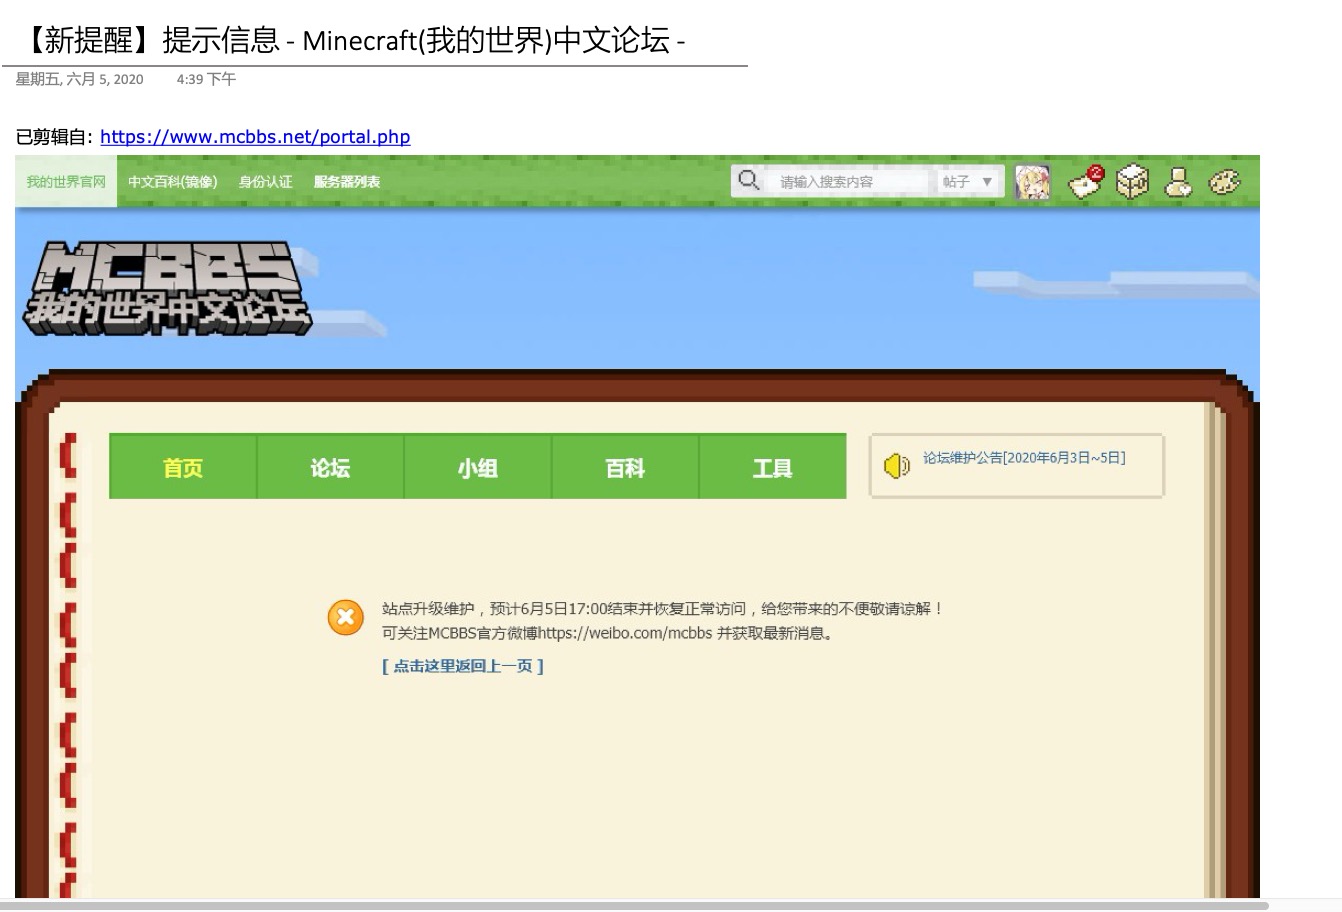 【新提醒】提示信息 - Minecraft(我的世界)中文论坛 -
星期五, 六月 5, 2020 4:39 下午
已剪辑自: https://www.mcbbs.net/portal.php
我的世界官网 中文百科(镜像) 身份认证 服务器列表 请输入搜索内容 帖子 ▼ 2
MCBBS
我的世界中文论坛
首页 论坛 小组 百科 工具 论坛维护公告[2020年6月3日~5日]
站点升级维护，预计6月5日17:00结束并恢复正常访问，给您带来的不便敬请谅解！
可关注MCBBS官方微博https://weibo.com/mcbbs 并获取最新消息。
[ 点击这里返回上一页 ]